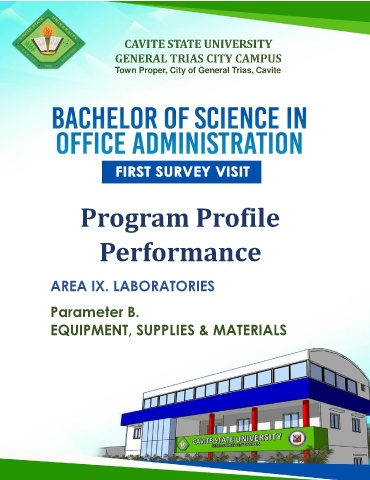 CAVITE STATE UNIVERSITY
GENERAL TRIAS CITY CAMPUS
Town Proper, City of General Trias, Cavite
BACHELOR OF SCIENCE IN
OFFICE ADMINISTRATION
FIRST SURVEY VISIT
Program Profile
Performance
AREA IX. LABORATORIES
Parameter B.
EQUIPMENT, SUPPLIES & MATERIALS
CAVITE STATE UNIVERSITY